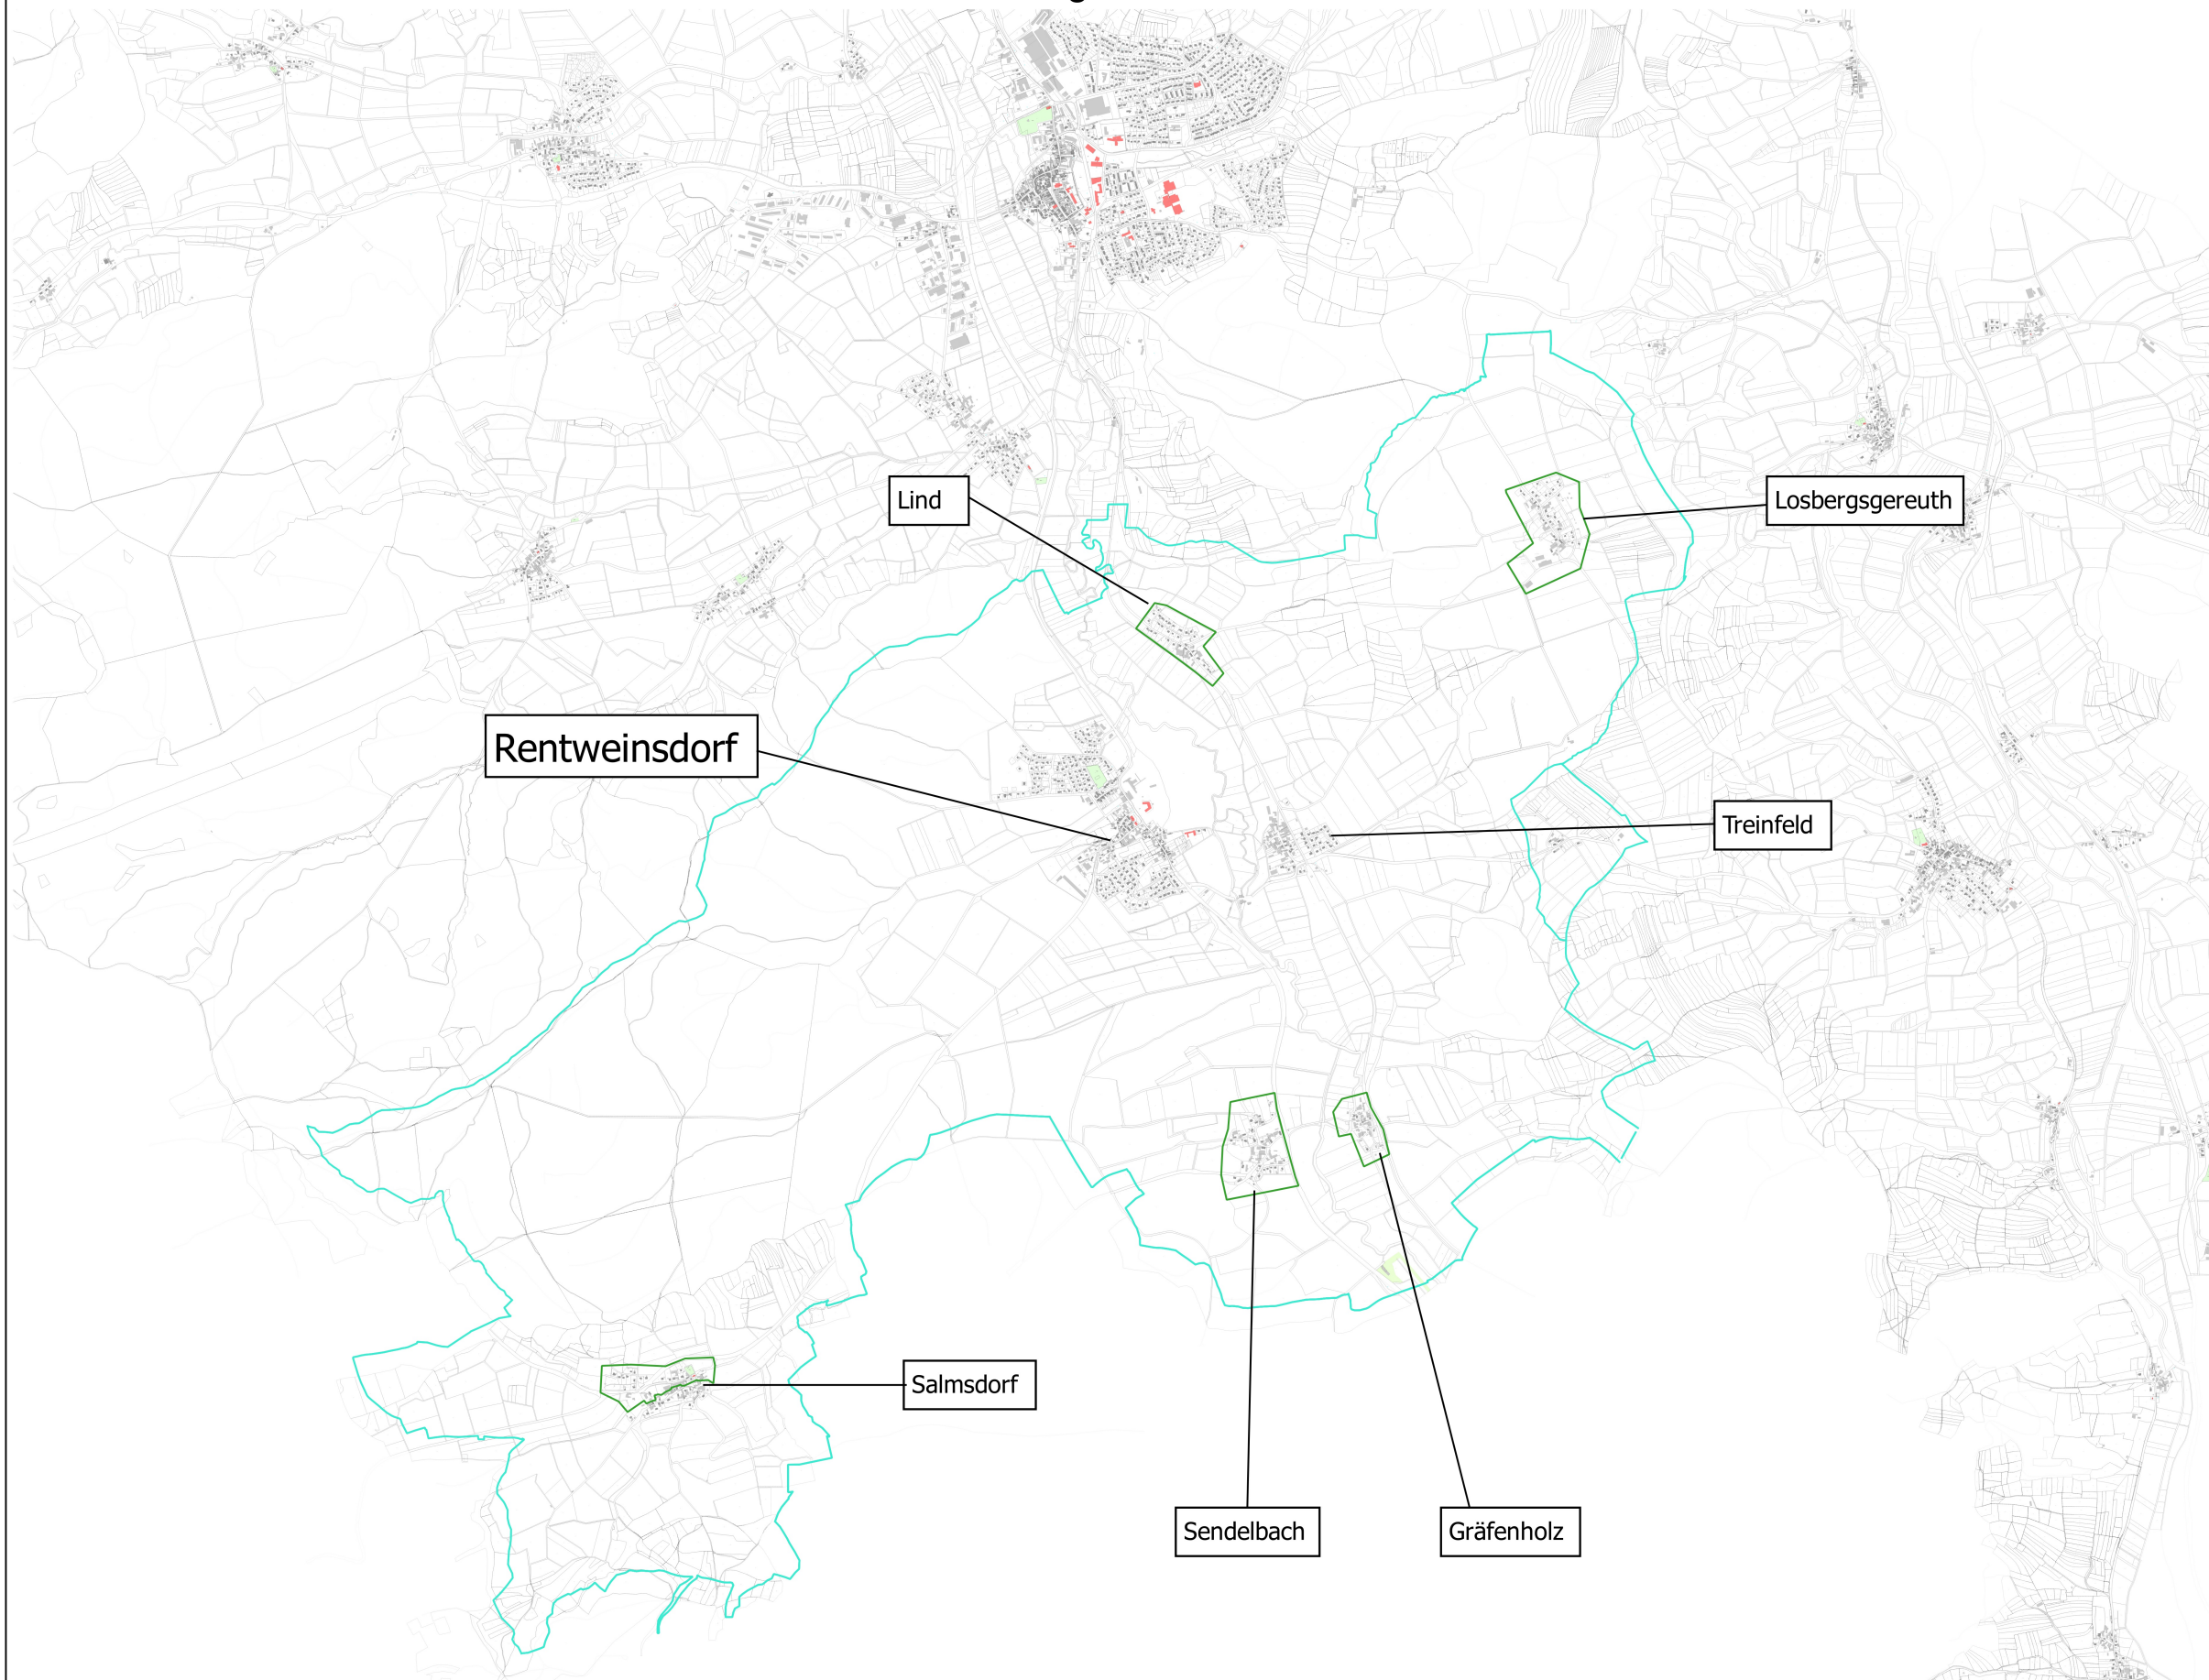 Lind
Losbergsgereuth
Rentweinsdorf
Treinfeld
Salmsdorf
Sendelbach
Gräfenholz